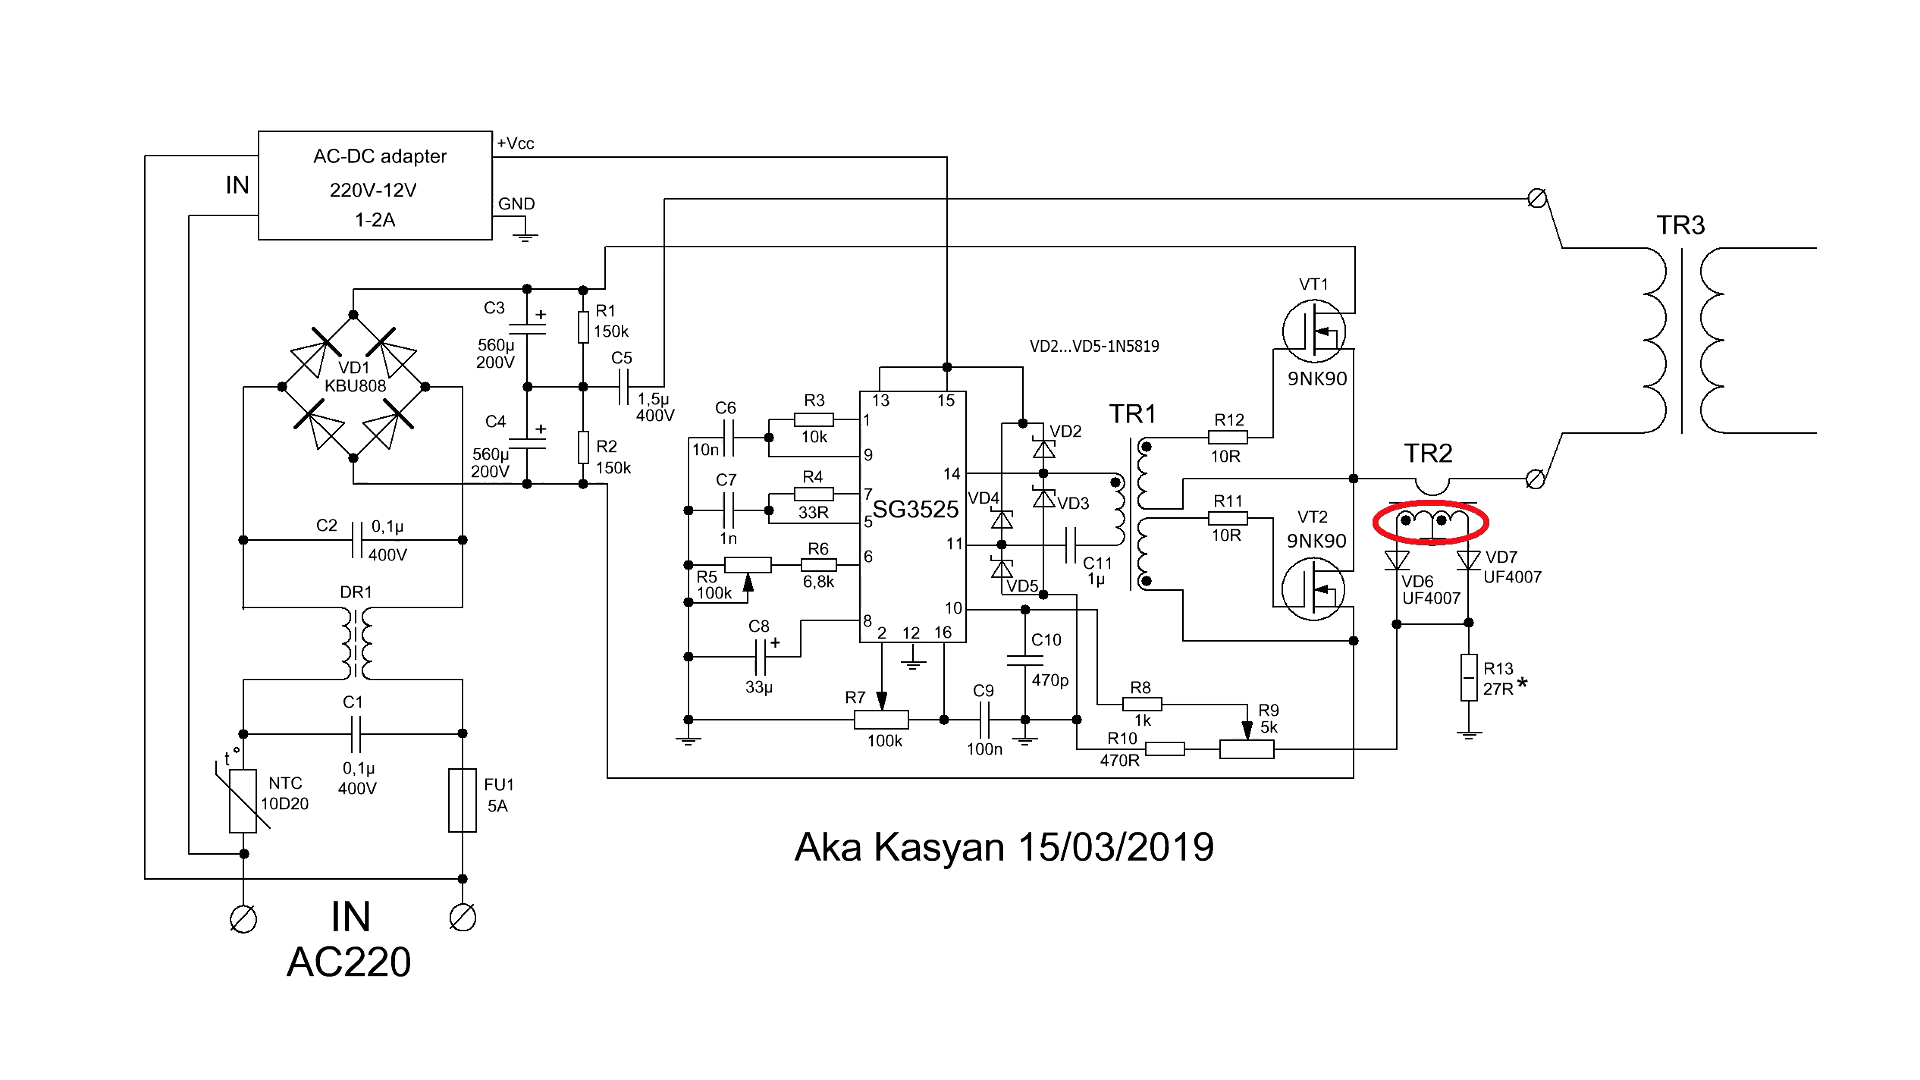 AC-DC adapter
220V-12V
1-2A
IN
+Vcc
GND
TR3
VT1
9NK90
C3
560µ
200V
+
R1
150k
C5
1,5µ
400V
VD1
KBU808
C4
560µ
200V
+
R2
150k
VD2...VD5-1N5819
13
15
C6
10n
R3
10k
1
9
C7
1n
R4
33R
7
5
SG3525
14
11
VD2
VD3
VD4
VD5
TR1
R12
10R
R11
10R
C11
1µ
VT2
9NK90
TR2
VD6
UF4007
VD7
UF4007
R13
27R*
C2
0,1µ
400V
R5
100k
R6
6,8k
6
10
8
2
12
16
C8
+
33µ
C10
470p
DR1
C1
0,1µ
400V
R7
100k
C9
100n
R8
1k
R9
5k
R10
470R
t°
NTC
10D20
FU1
5A
Aka Kasyan 15/03/2019
IN
AC220